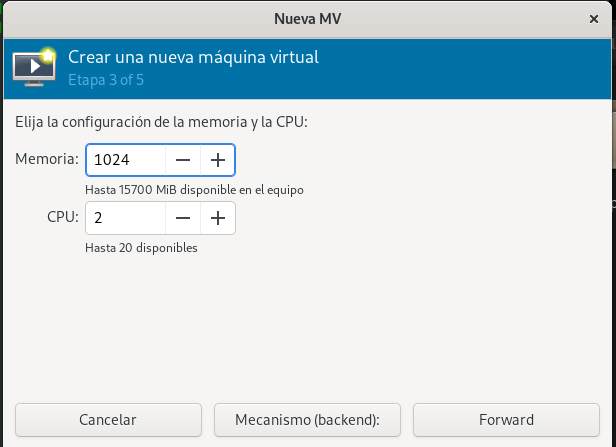 Nueva MV
Crear una nueva máquina virtual
Etapa 3 of 5
Elija la configuración de la memoria y la CPU:
Memoria: 1024
Hasta 15700 MiB disponible en el equipo
CPU: 2
Hasta 20 disponibles
Cancelar Mecanismo (backend): Forward